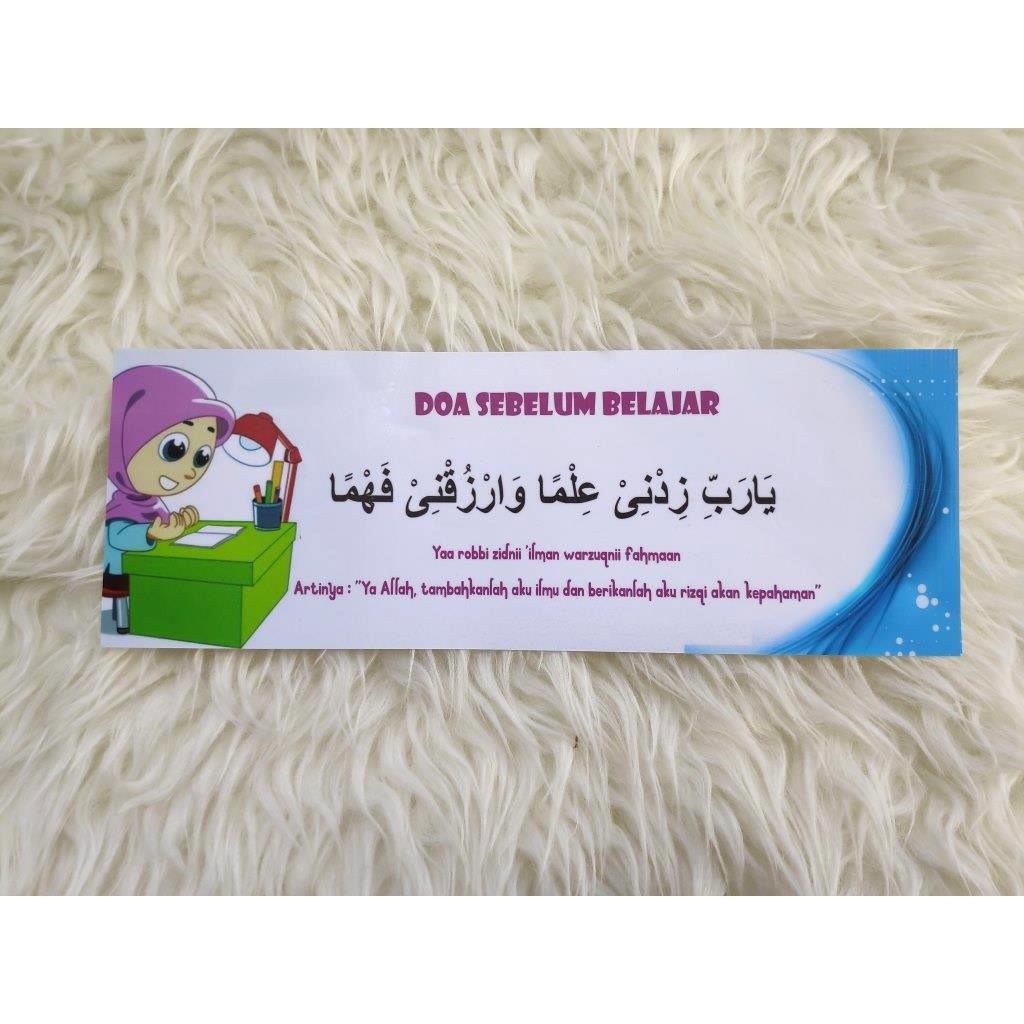 DOA SEBELUM BELAJAR
يَارَبِّ زِدْنِىْ عِلْمًا وَارْزُقْنِىْ فَهْمًا
Yaa robbi zidnii 'ilman warzuqnii fahmaan
Artinya : "Ya Allah, tambahkanlah aku ilmu dan berikanlah aku rizqi akan kepahaman"